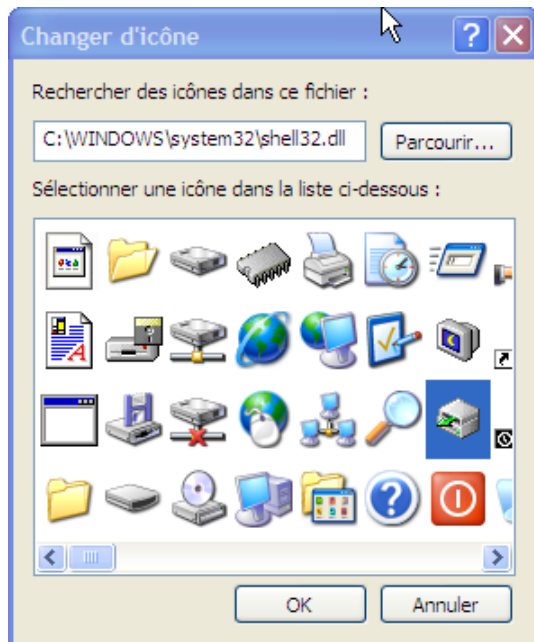 Changer d'icône
Rechercher des icônes dans ce fichier :
C:\WINDOWS\system32\shell32.dll
Parcourir...
Sélectionner une icône dans la liste ci-dessous :
OK
Annuler